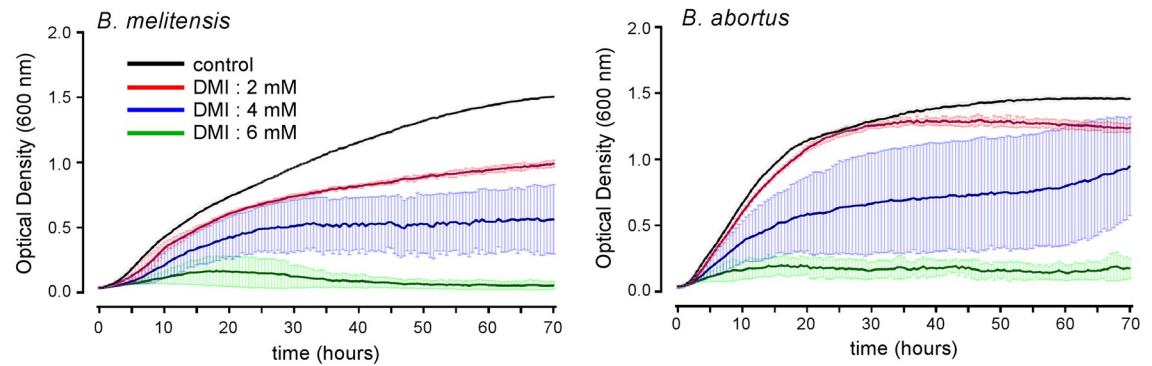 B. melitensis
2.0
1.5
1.0
0.5
0.0
Optical Density (600 nm)
control
DMI : 2 mM
DMI : 4 mM
DMI : 6 mM
0 10 20 30 40 50 60 70
time (hours)
B. abortus
2.0
1.5
1.0
0.5
0.0
Optical Density (600 nm)
0 10 20 30 40 50 60 70
time (hours)